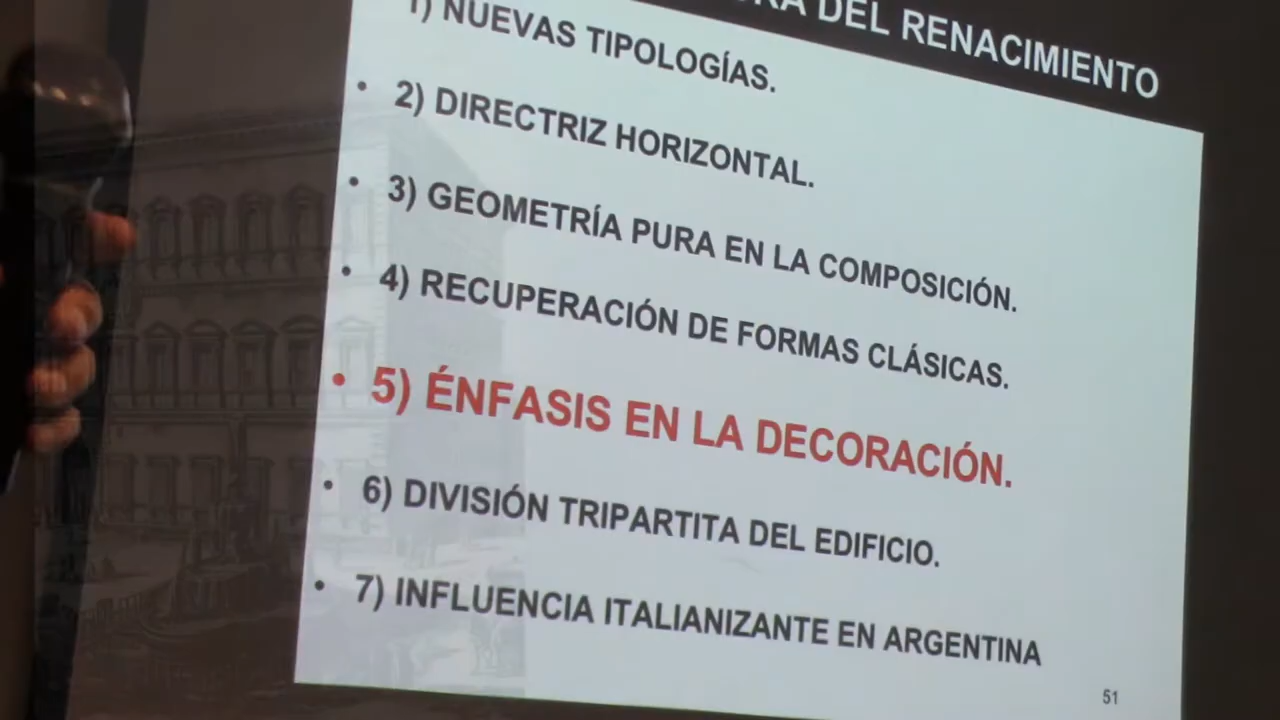 DEL RENACIMIENTO
1) NUEVAS TIPOLOGÍAS.
• 2) DIRECTRIZ HORIZONTAL.
• 3) GEOMETRÍA PURA EN LA COMPOSICIÓN.
• 4) RECUPERACIÓN DE FORMAS CLÁSICAS.
• 5) ÉNFASIS EN LA DECORACIÓN.
• 6) DIVISIÓN TRIPARTITA DEL EDIFICIO.
• 7) INFLUENCIA ITALIANIZANTE EN ARGENTINA
51